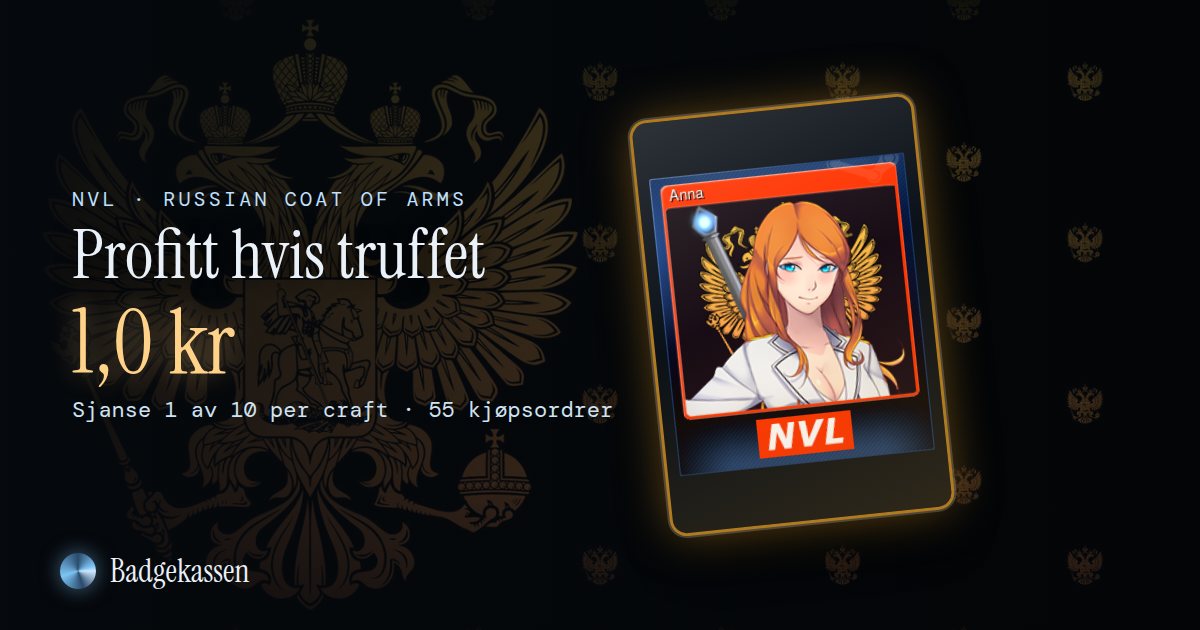 NVL · RUSSIAN COAT OF ARMS
Profitt hvis truffet
1,0 kr
Sjanse 1 av 10 per craft · 55 kjøpsordrer
Badgekassen
Anna
NVL